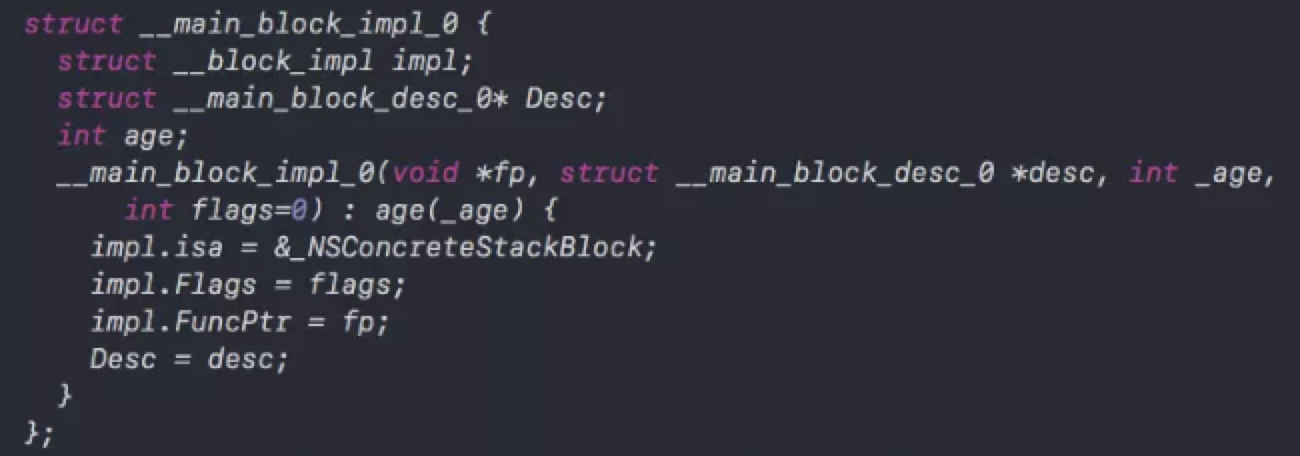 struct __main_block_impl_0 {
  struct __block_impl impl;
  struct __main_block_desc_0* Desc;
  int age;
  __main_block_impl_0(void *fp, struct __main_block_desc_0 *desc, int _age,
      int flags=0) : age(_age) {
    impl.isa = &_NSConcreteStackBlock;
    impl.Flags = flags;
    impl.FuncPtr = fp;
    Desc = desc;
  }
};